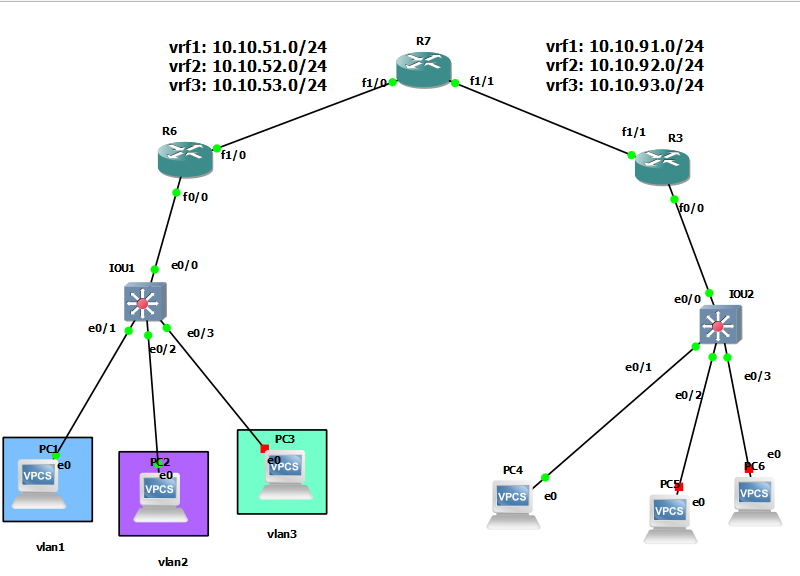 R7
vrf1: 10.10.51.0/24
vrf2: 10.10.52.0/24
vrf3: 10.10.53.0/24
vrf1: 10.10.91.0/24
vrf2: 10.10.92.0/24
vrf3: 10.10.93.0/24
f1/0
f1/1
R6
f1/0
f1/1
R3
f0/0
f0/0
IOU1
e0/0
e0/0
IOU2
e0/1
e0/2
e0/3
e0/1
e0/2
e0/3
PC1
e0
VPCS
PC2
e0
VPCS
PC3
e0
VPCS
PC4
e0
VPCS
PC5
e0
VPCS
PC6
e0
VPCS
vlan1
vlan2
vlan3